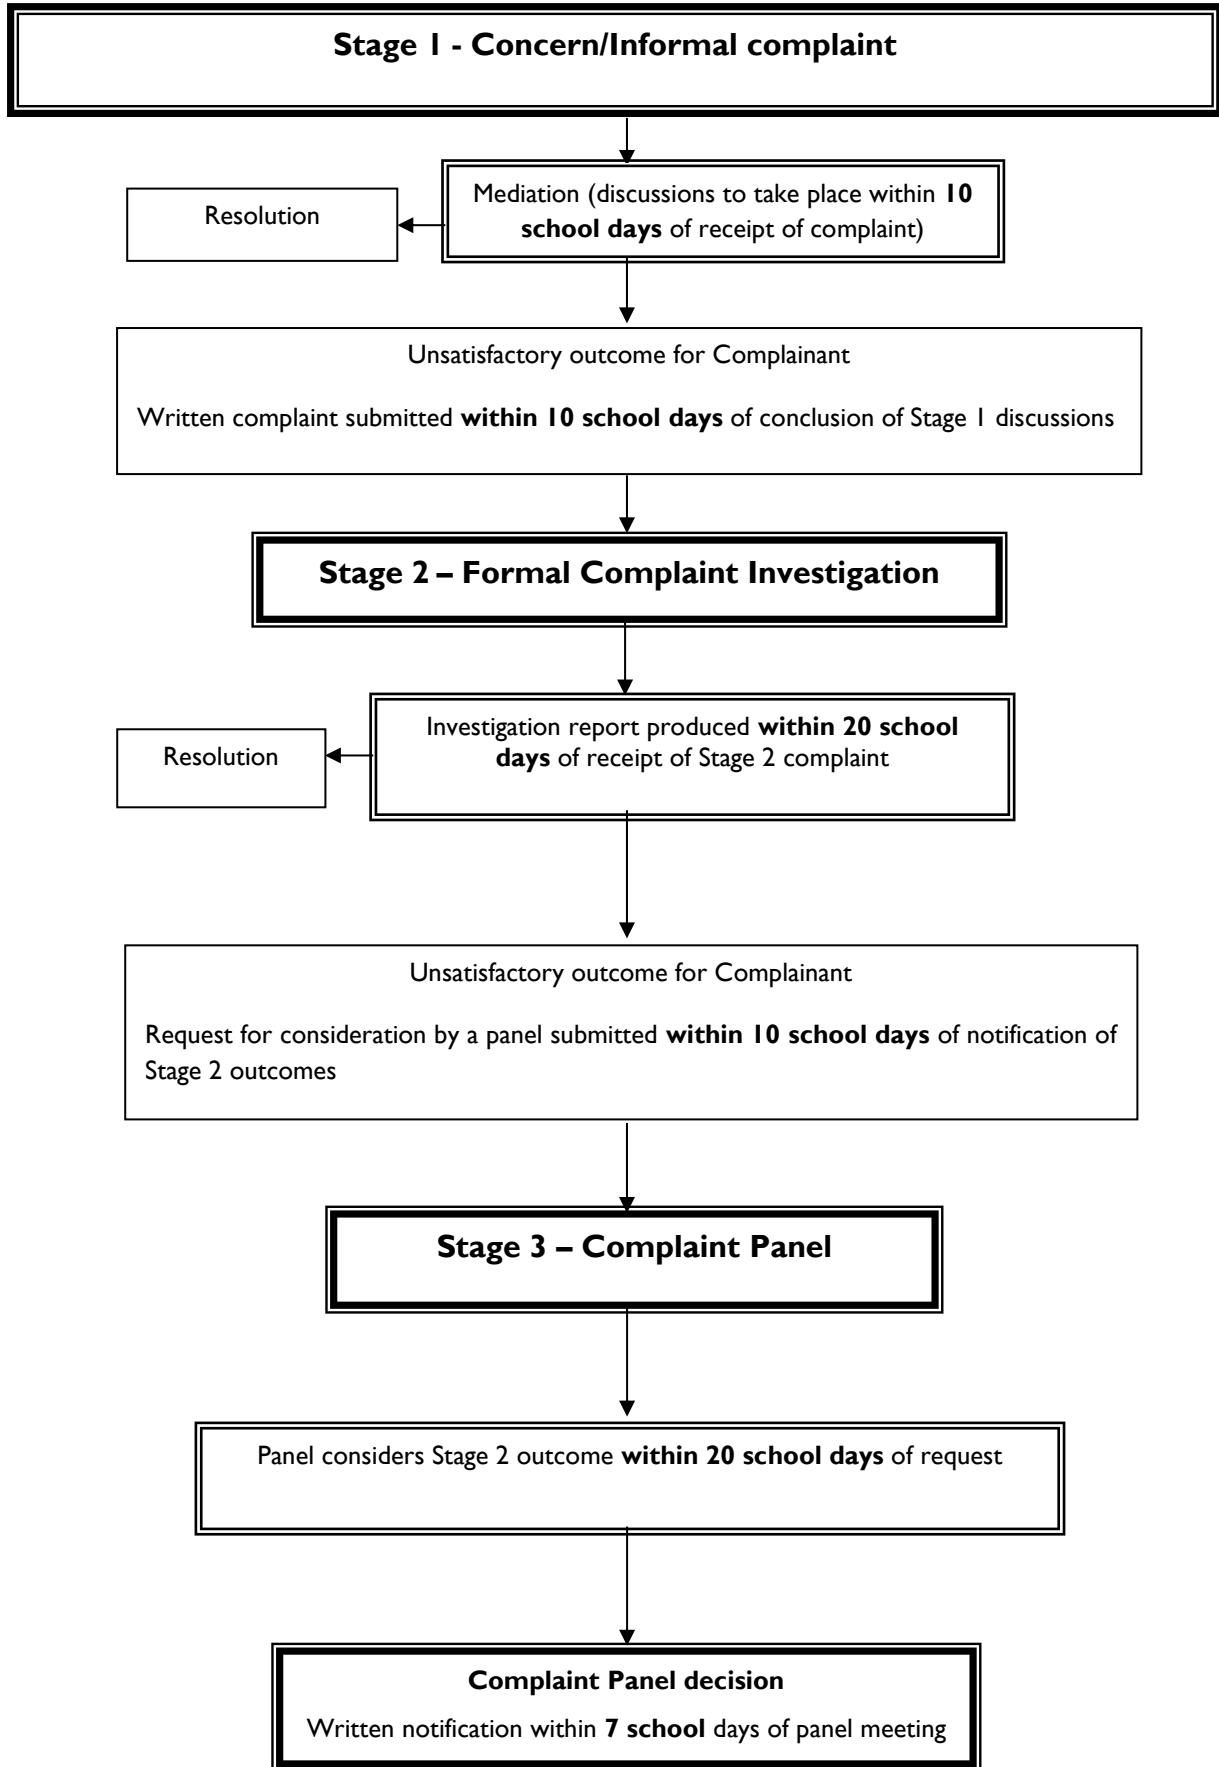 Stage 1 - Concern/Informal complaint
Mediation (discussions to take place within 10
school days of receipt of complaint)
Resolution
Unsatisfactory outcome for Complainant
Written complaint submitted within 10 school days of conclusion of Stage 1 discussions
Stage 2 – Formal Complaint Investigation
Investigation report produced within 20 school
days of receipt of Stage 2 complaint
Resolution
Unsatisfactory outcome for Complainant
Request for consideration by a panel submitted within 10 school days of notification of
Stage 2 outcomes
Stage 3 – Complaint Panel
Panel considers Stage 2 outcome within 20 school days of request
Complaint Panel decision
Written notification within 7 school days of panel meeting